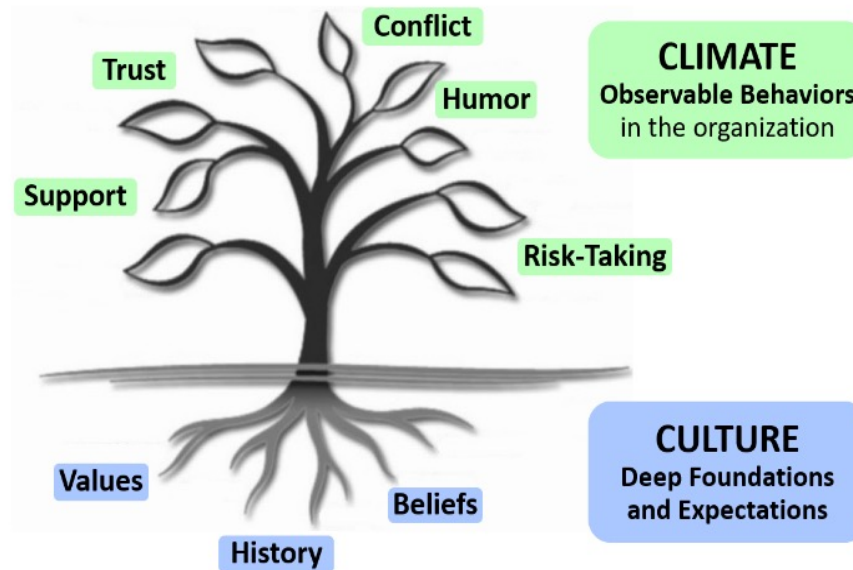 Conflict
Trust
Humor
Support
Risk-Taking
CLIMATE
Observable Behaviors
in the organization
Values
Beliefs
History
CULTURE
Deep Foundations
and Expectations